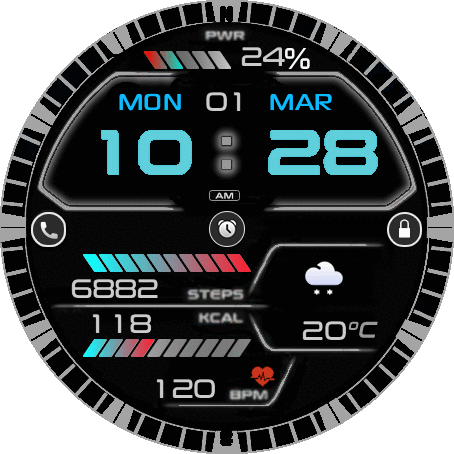 N
PWR
24%
MON 01 MAR
10 28
AM
6882 STEPS
118 KCAL
20°C
120 BPM